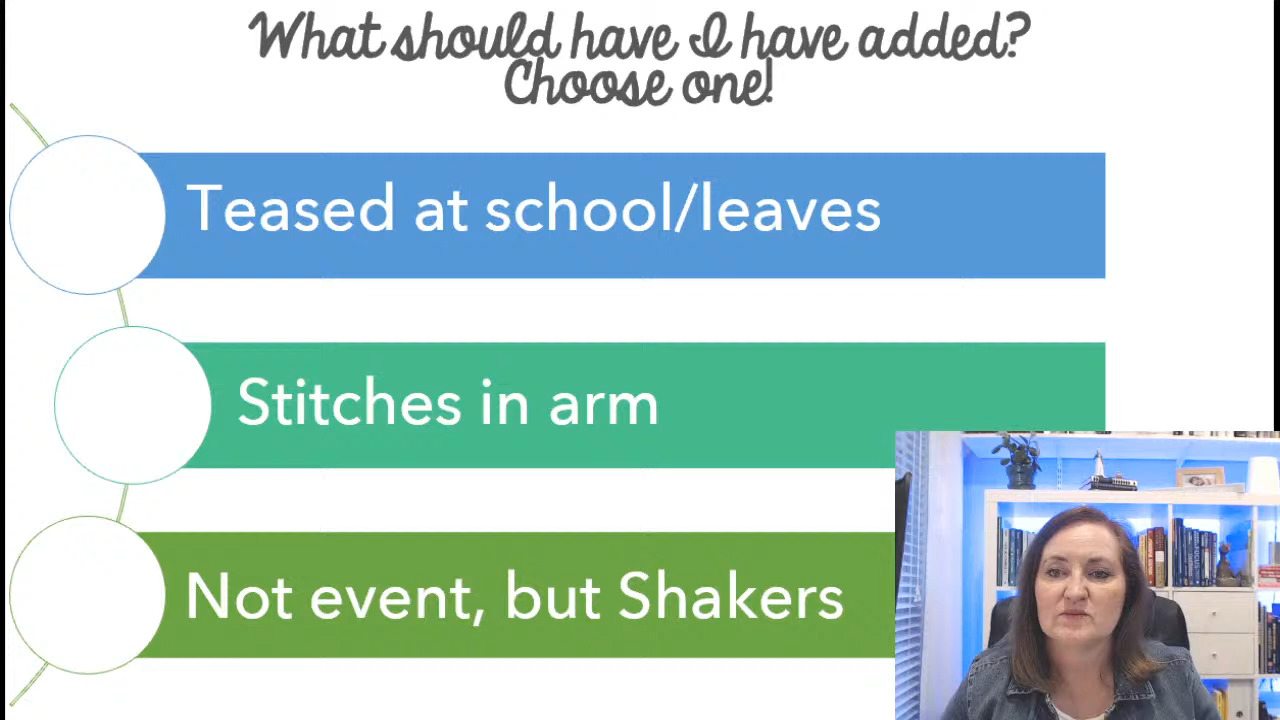 What should have I have added?
Choose one!
Teased at school/leaves
Stitches in arm
Not event, but Shakers